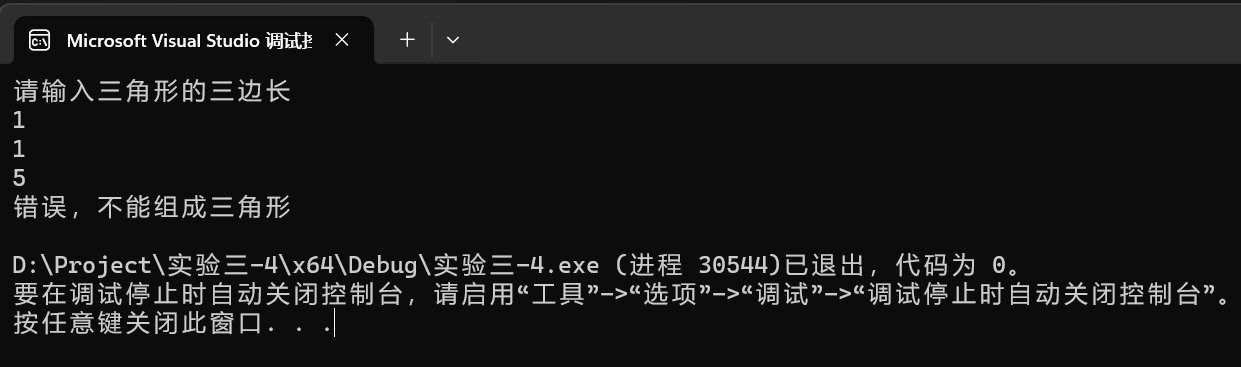 Microsoft Visual Studio 调试
请输入三角形的三边长
1
1
5
错误，不能组成三角形
D:\Project\实验三-4\x64\Debug\实验三-4.exe (进程 30544)已退出，代码为 0。
要在调试停止时自动关闭控制台，请启用“工具”->“选项”->“调试”->“调试停止时自动关闭控制台”。
按任意键关闭此窗口. . .